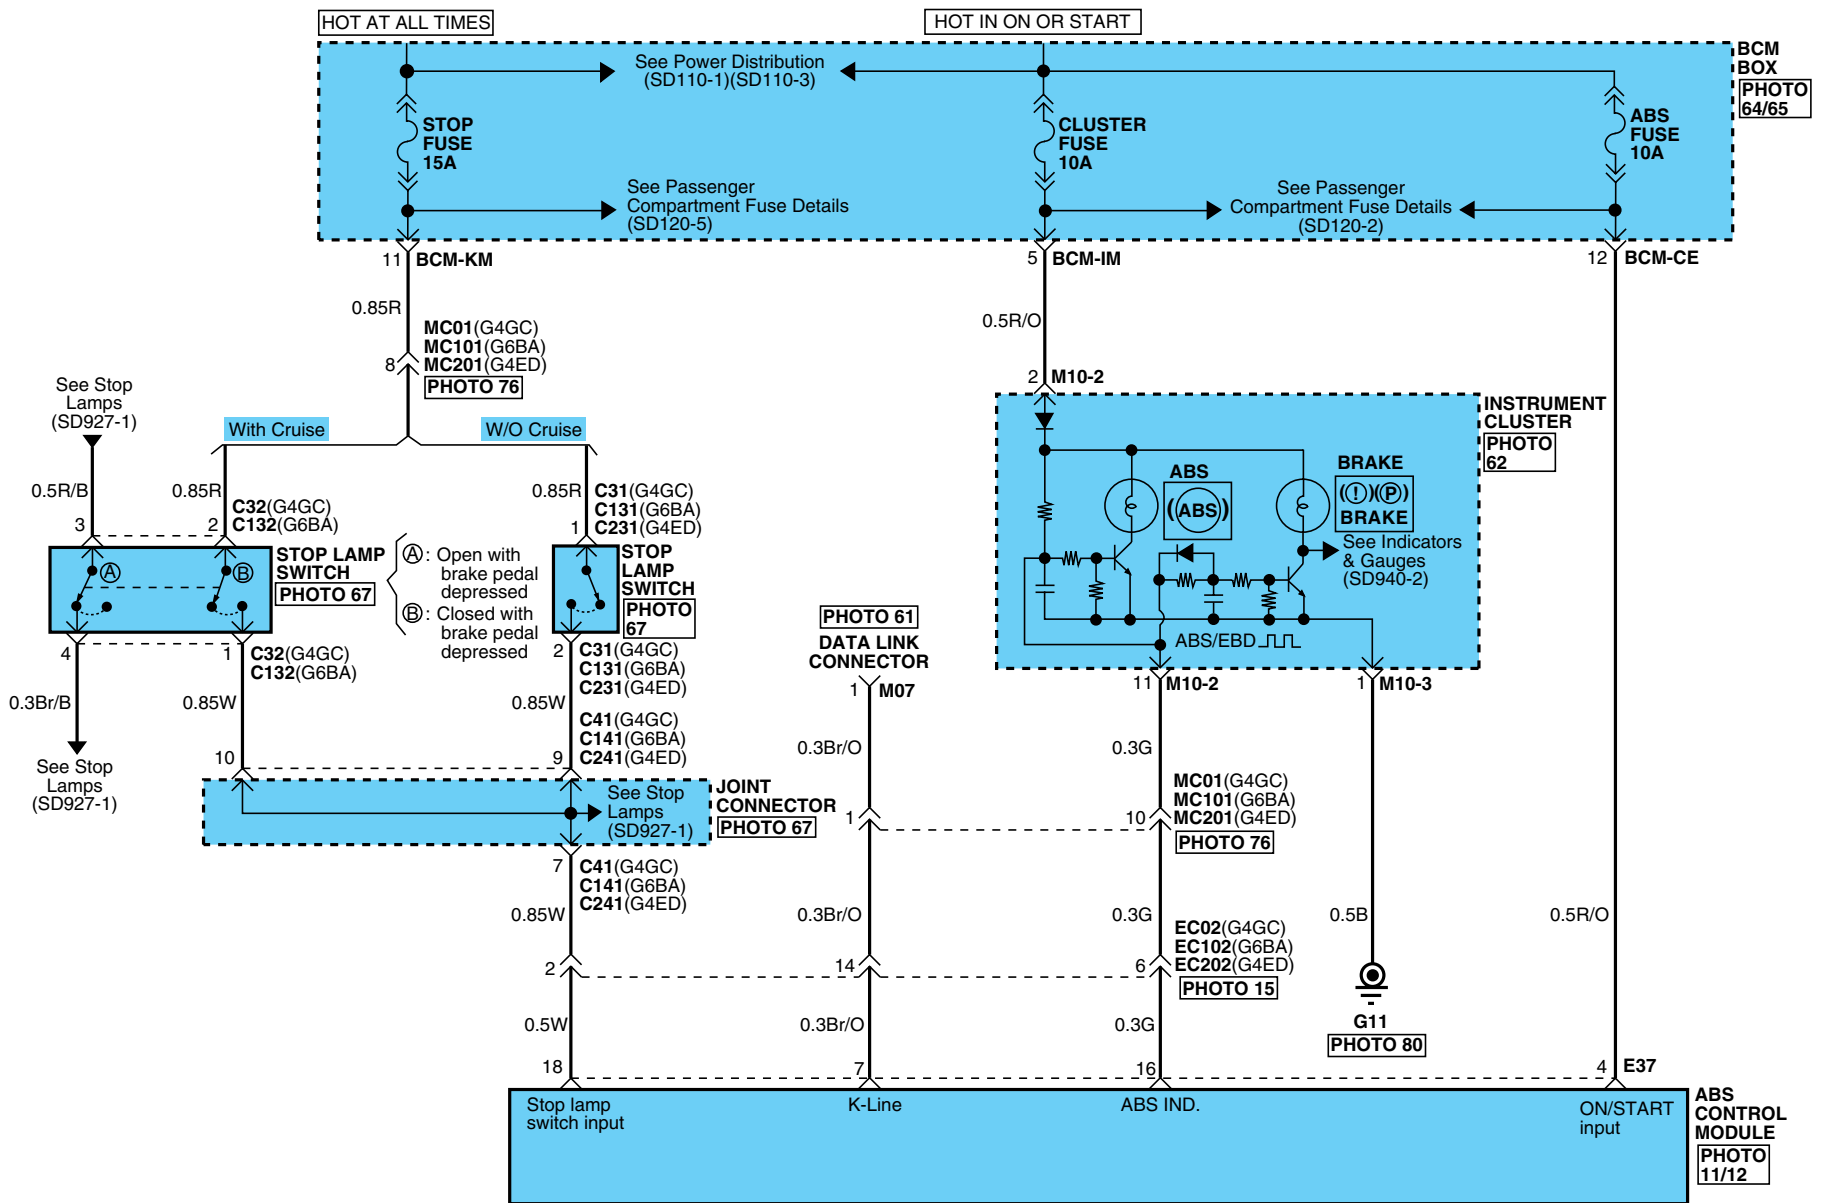 HOT AT ALL TIMES
HOT IN ON OR START
See Power Distribution
(SD110-1)(SD110-3)
BCM
BOX
PHOTO
64/65
STOP
FUSE
15A
CLUSTER
FUSE
10A
ABS
FUSE
10A
See Passenger
Compartment Fuse Details
(SD120-5)
See Passenger
Compartment Fuse Details
(SD120-2)
11 BCM-KM
5 BCM-IM
12 BCM-CE
0.85R
0.5R/O
MC01(G4GC)
MC101(G6BA)
8 MC201(G4ED)
PHOTO 76
See Stop
Lamps
(SD927-1)
With Cruise
W/O Cruise
2 M10-2
INSTRUMENT
CLUSTER
PHOTO
62
0.5R/B
0.85R
0.85R
C32(G4GC)
C132(G6BA)
3
2
C31(G4GC)
C131(G6BA)
1 C231(G4ED)
ABS
(ABS)
BRAKE
(!)(P)
BRAKE
See Indicators
& Gauges
(SD940-2)
A
B
STOP LAMP
SWITCH
PHOTO 67
A : Open with
brake pedal
depressed
B : Closed with
brake pedal
depressed
STOP
LAMP
SWITCH
PHOTO
67
ABS/EBD
4
1 C32(G4GC)
C132(G6BA)
2 C31(G4GC)
C131(G6BA)
C231(G4ED)
PHOTO 61
DATA LINK
CONNECTOR
1 M07
11 M10-2
1 M10-3
0.3Br/B
0.85W
0.85W
C41(G4GC)
C141(G6BA)
C241(G4ED)
10
9
0.3Br/O
0.3G
See Stop
Lamps
(SD927-1)
See Stop
Lamps
(SD927-1)
JOINT
CONNECTOR
PHOTO 67
1
MC01(G4GC)
MC101(G6BA)
10 MC201(G4ED)
PHOTO 76
7 C41(G4GC)
C141(G6BA)
C241(G4ED)
0.85W
0.3Br/O
0.3G
0.5B
0.5R/O
EC02(G4GC)
EC102(G6BA)
EC202(G4ED)
PHOTO 15
2
14
6
0.5W
0.3Br/O
0.3G
G11
PHOTO 80
18
7
16
4 E37
Stop lamp
switch input
K-Line
ABS IND.
ON/START
input
ABS
CONTROL
MODULE
PHOTO
11/12